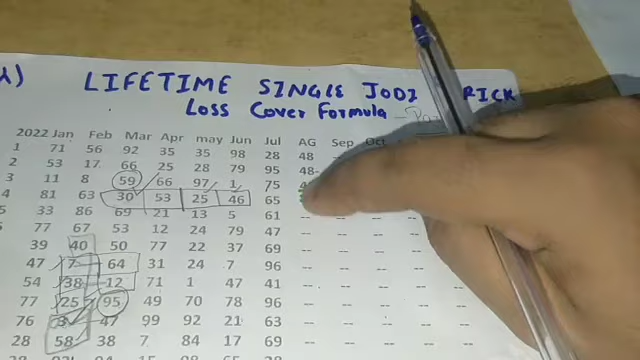 LIFETIME SINGLE JODI RICK
Loss Cover Formula
2022 Jan Feb Mar Apr may Jun Jul AG Sep Oct
1 71 56 92 35 35 98 28 48 --
2 53 17 66 25 28 79 95 48
3 11 8 59 66 97 1 75
4 81 63 30 53 25 46 65
5 33 86 69 21 13 5 61 --
77 67 53 12 24 79 47 --
39 40 50 77 22 37 69 --
47 7 64 31 24 7 96 --
54 38 12 71 1 47 41 --
77 25 95 49 70 78 96 --
76 47 99 92 21 63 --
28 58 38 7 84 17 69 --